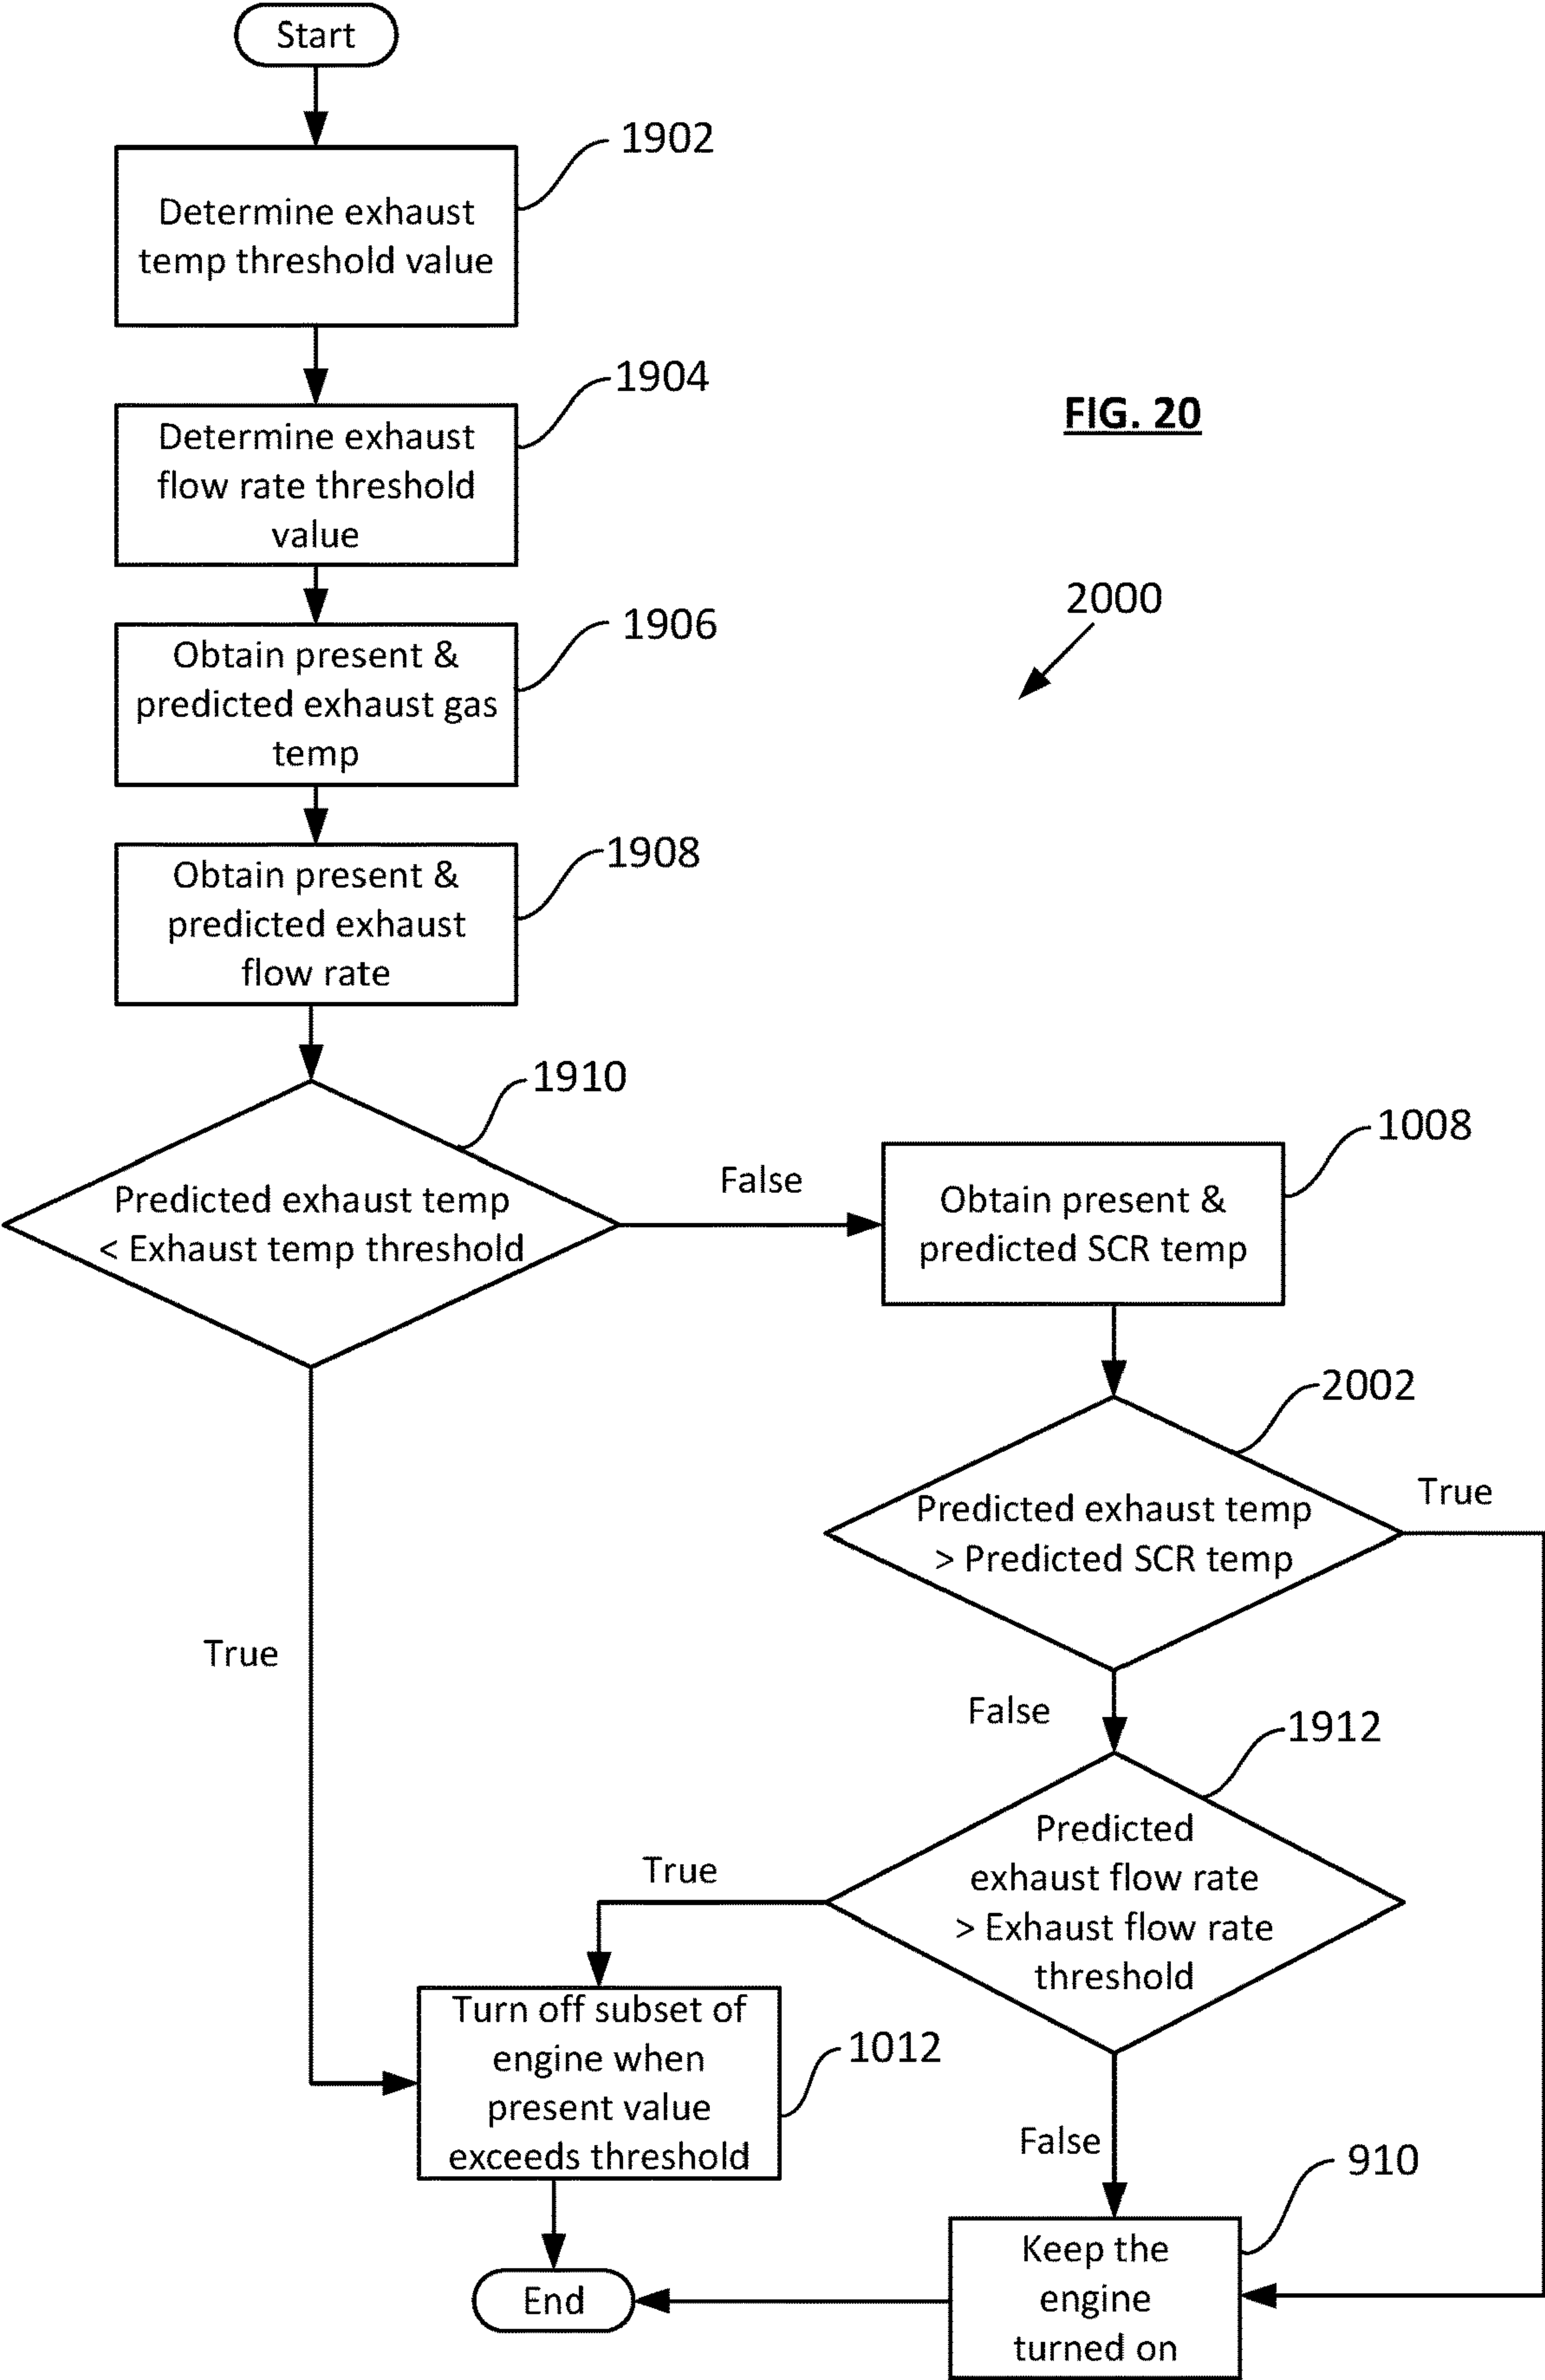 Start
1902
Determine exhaust
temp threshold value
1904
Determine exhaust
flow rate threshold
value
FIG. 20
2000
1906
Obtain present &
predicted exhaust gas
temp
1908
Obtain present &
predicted exhaust
flow rate
1910
Predicted exhaust temp
< Exhaust temp threshold
False
1008
Obtain present &
predicted SCR temp
2002
Predicted exhaust temp
> Predicted SCR temp
True
True
False
1912
Predicted
exhaust flow rate
> Exhaust flow rate
threshold
True
Turn off subset of
engine when
present value
exceeds threshold
1012
False
910
Keep the
engine
turned on
End